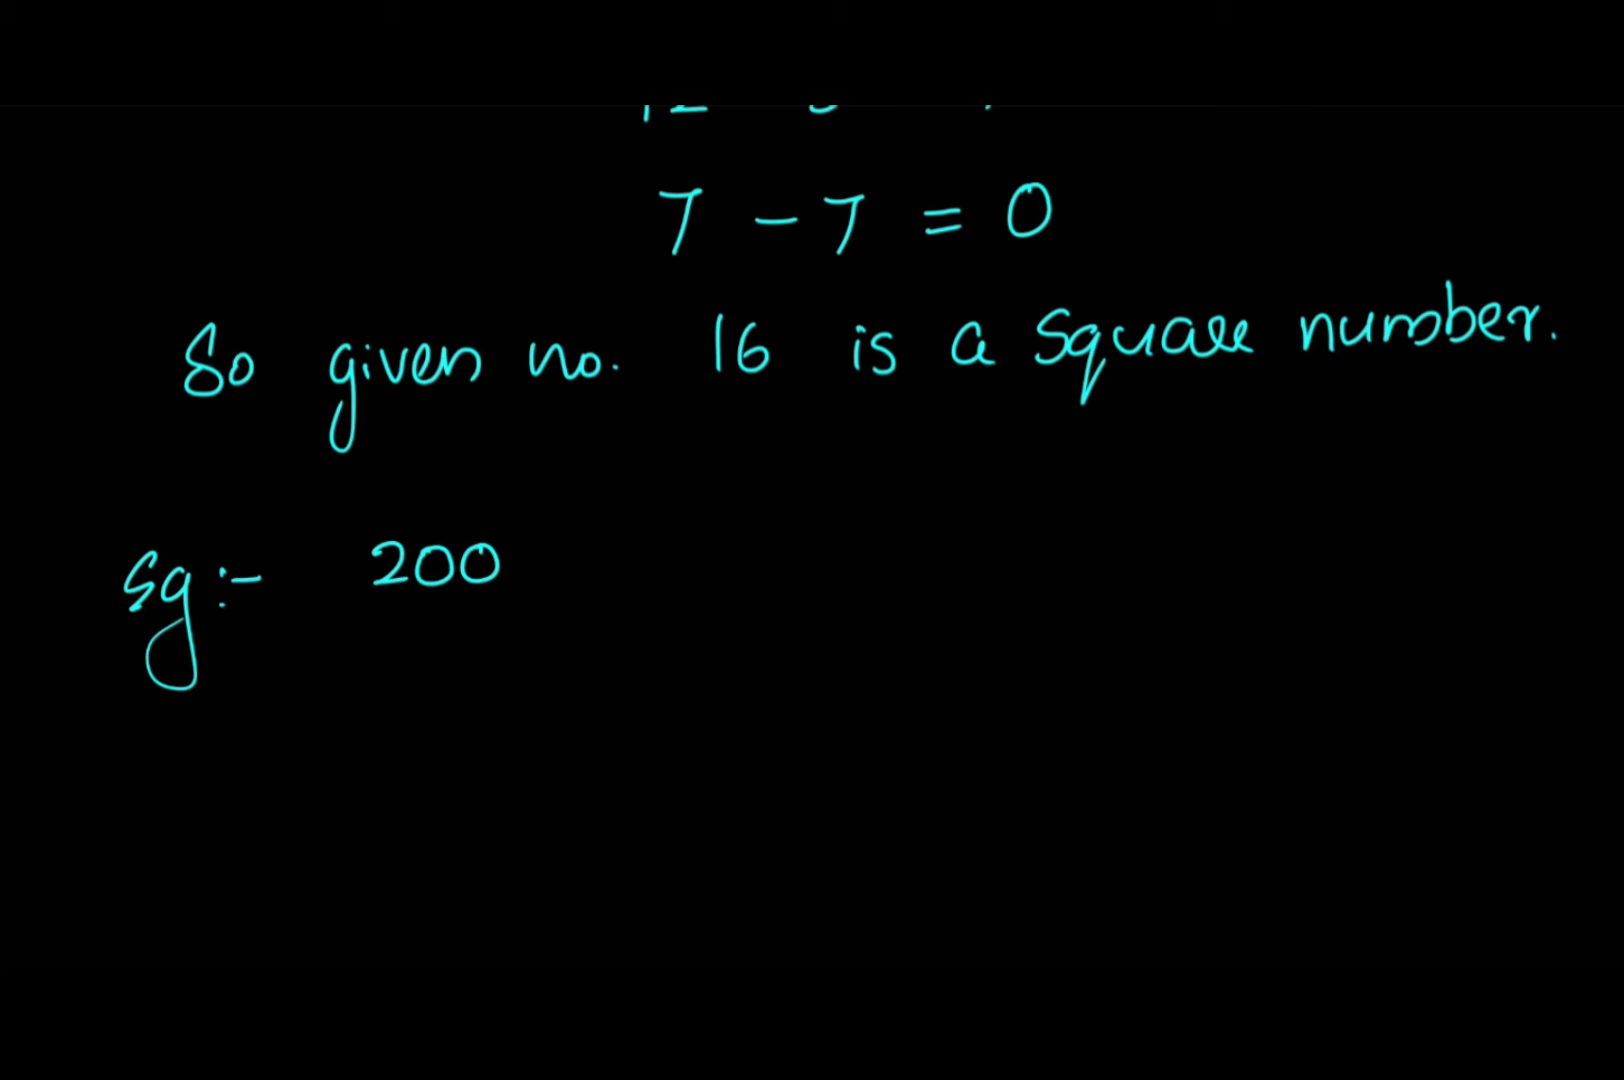 7 - 7 = 0
So given no. 16 is a square number.
Eg:- 200